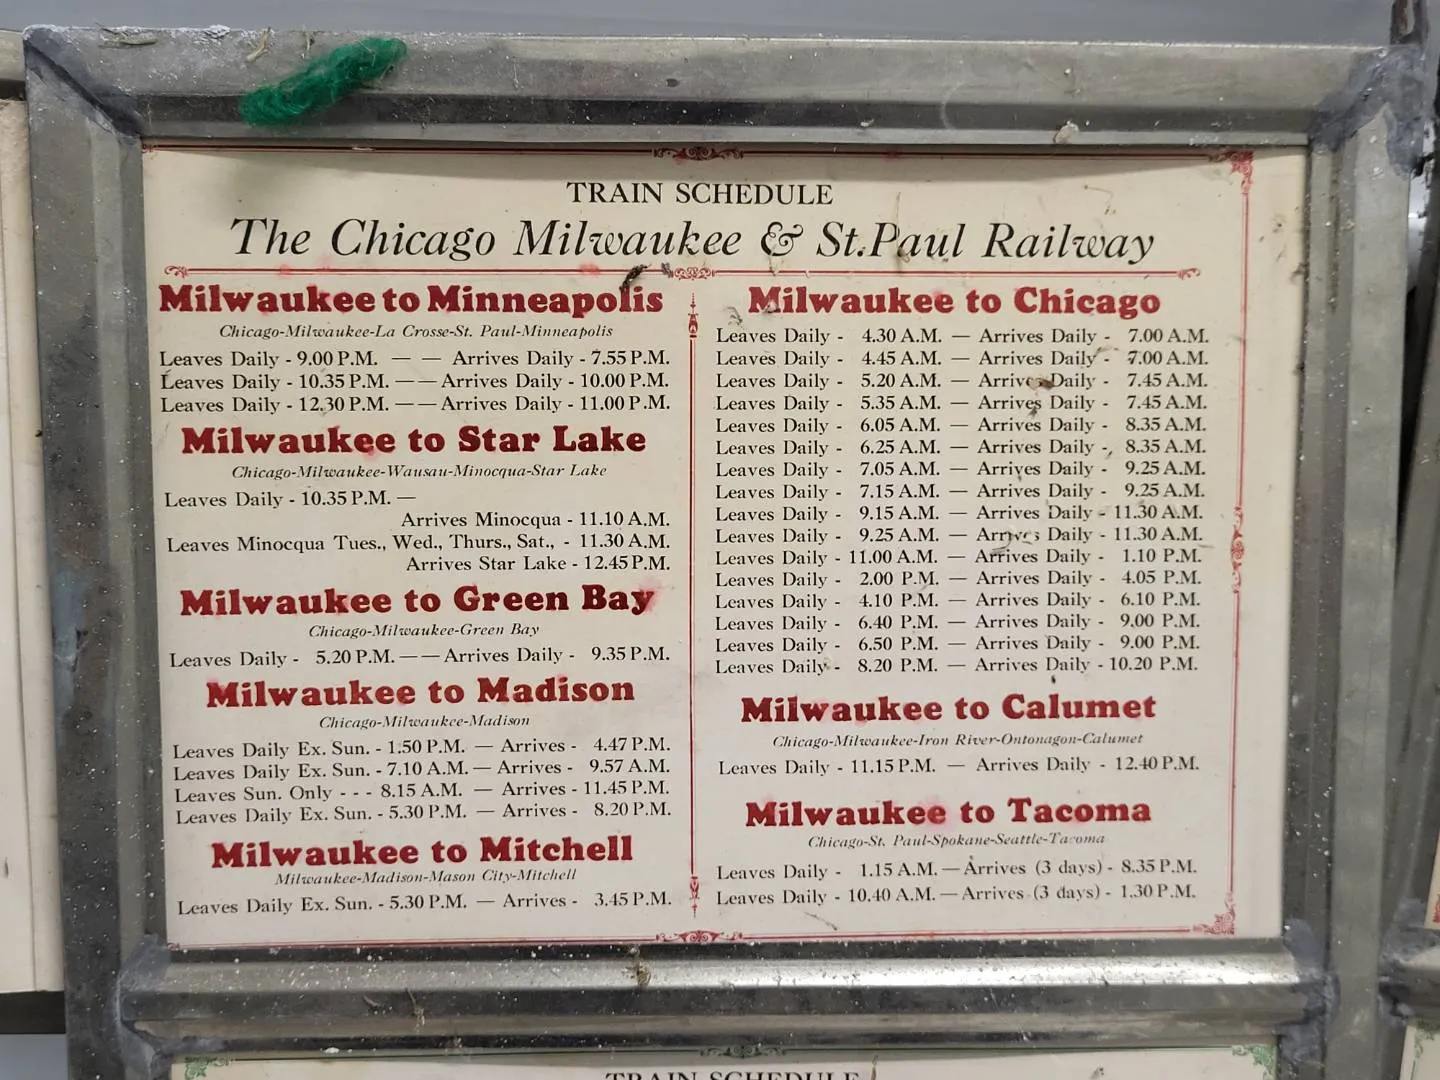 TRAIN SCHEDULE
The Chicago Milwaukee & St.Paul Railway
Milwaukee to Minneapolis
Chicago-Milwaukee-La Crosse-St. Paul-Minneapolis
Leaves Daily - 9.00 P.M. — — Arrives Daily - 7.55 P.M.
Leaves Daily - 10.35 P.M. — — Arrives Daily - 10.00 P.M.
Leaves Daily - 12.30 P.M. — — Arrives Daily - 11.00 P.M.
Milwaukee to Star Lake
Chicago-Milwaukee-Wausau-Minocqua-Star Lake
Leaves Daily - 10.35 P.M. —
Arrives Minocqua - 11.10 A.M.
Leaves Minocqua Tues., Wed., Thurs., Sat., - 11.30 A.M.
Arrives Star Lake - 12.45 P.M.
Milwaukee to Green Bay
Chicago-Milwaukee-Green Bay
Leaves Daily - 5.20 P.M. — — Arrives Daily - 9.35 P.M.
Milwaukee to Madison
Chicago-Milwaukee-Madison
Leaves Daily Ex. Sun. - 1.50 P.M. — Arrives - 4.47 P.M.
Leaves Daily Ex. Sun. - 7.10 A.M. — Arrives - 9.57 A.M.
Leaves Sun. Only - - - 8.15 A.M. — Arrives - 11.45 P.M.
Leaves Daily Ex. Sun. - 5.30 P.M. — Arrives - 8.20 P.M.
Milwaukee to Mitchell
Milwaukee-Madison-Mason City-Mitchell
Leaves Daily Ex. Sun. - 5.30 P.M. — Arrives - 3.45 P.M.
Milwaukee to Chicago
Leaves Daily - 4.30 A.M. — Arrives Daily - 7.00 A.M.
Leaves Daily - 4.45 A.M. — Arrives Daily - 7.00 A.M.
Leaves Daily - 5.20 A.M. — Arrives Daily - 7.45 A.M.
Leaves Daily - 5.35 A.M. — Arrives Daily - 7.45 A.M.
Leaves Daily - 6.05 A.M. — Arrives Daily - 8.35 A.M.
Leaves Daily - 6.25 A.M. — Arrives Daily - 8.35 A.M.
Leaves Daily - 7.05 A.M. — Arrives Daily - 9.25 A.M.
Leaves Daily - 7.15 A.M. — Arrives Daily - 9.25 A.M.
Leaves Daily - 9.15 A.M. — Arrives Daily - 11.30 A.M.
Leaves Daily - 9.25 A.M. — Arrives Daily - 11.30 A.M.
Leaves Daily - 11.00 A.M. — Arrives Daily - 1.10 P.M.
Leaves Daily - 2.00 P.M. — Arrives Daily - 4.05 P.M.
Leaves Daily - 4.10 P.M. — Arrives Daily - 6.10 P.M.
Leaves Daily - 6.40 P.M. — Arrives Daily - 9.00 P.M.
Leaves Daily - 6.50 P.M. — Arrives Daily - 9.00 P.M.
Leaves Daily - 8.20 P.M. — Arrives Daily - 10.20 P.M.
Milwaukee to Calumet
Chicago-Milwaukee-Iron River-Ontonagon-Calumet
Leaves Daily - 11.15 P.M. — Arrives Daily - 12.40 P.M.
Milwaukee to Tacoma
Chicago-St. Paul-Spokane-Seattle-Tacoma
Leaves Daily - 1.15 A.M. — Arrives (3 days) - 8.35 P.M.
Leaves Daily - 10.40 A.M. — Arrives (3 days) - 1.30 P.M.
TRAIN SCHEDULE